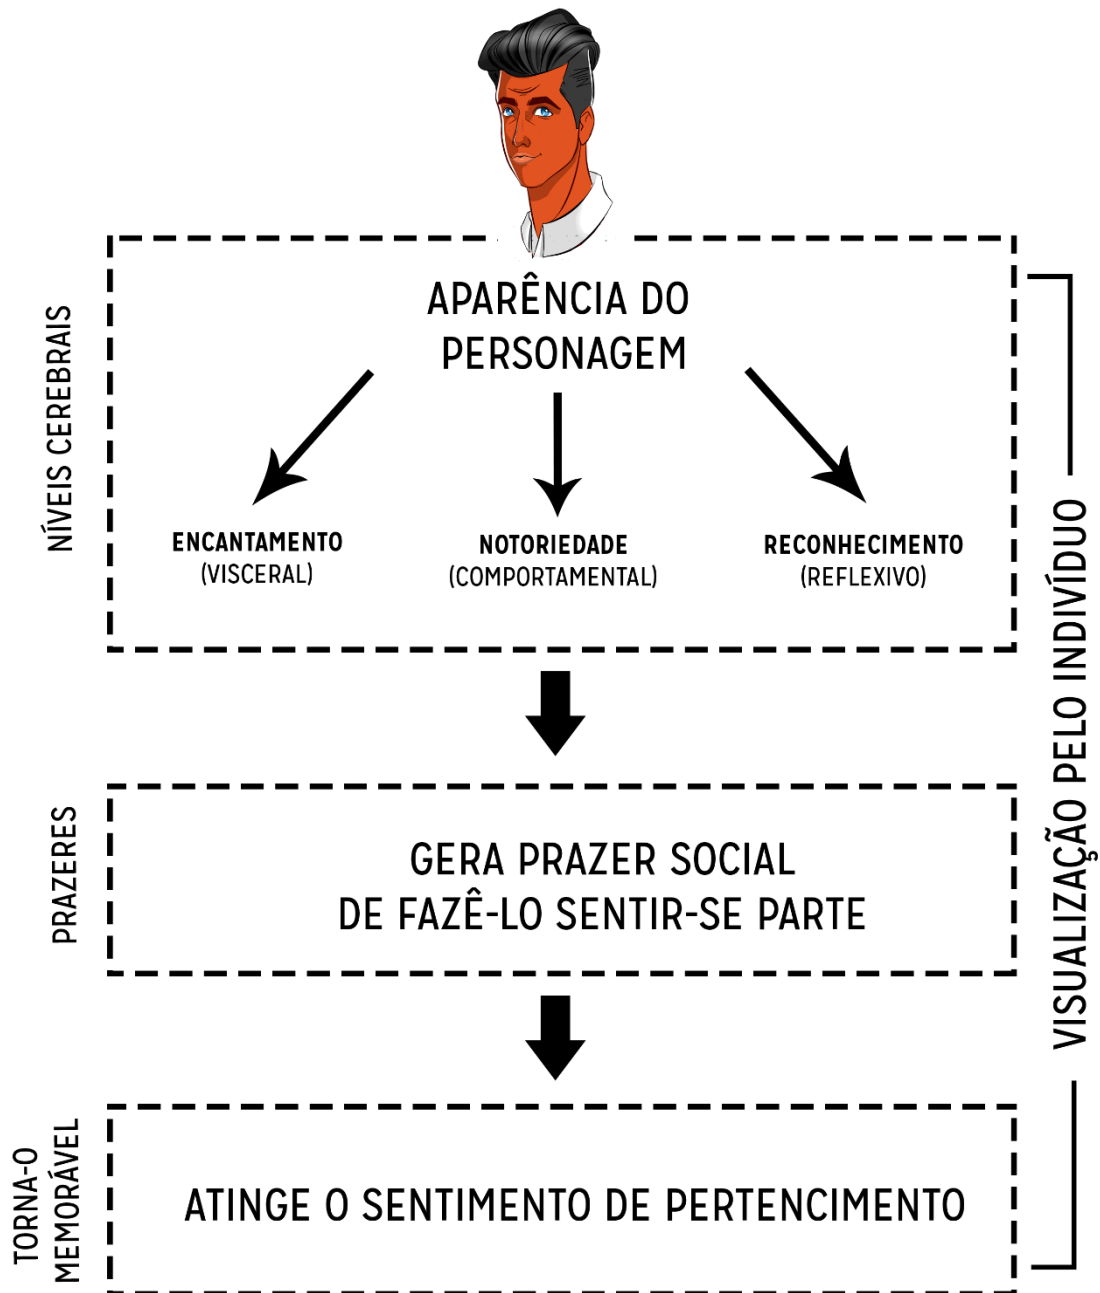 APARÊNCIA DO
PERSONAGEM
NÍVEIS CEREBRAIS
ENCANTAMENTO
(VISCERAL)
NOTORIEDADE
(COMPORTAMENTAL)
RECONHECIMENTO
(REFLEXIVO)
VISUALIZAÇÃO PELO INDIVÍDUO
PRAZERES
GERA PRAZER SOCIAL
DE FAZÊ-LO SENTIR-SE PARTE
TORNA-O
MEMORÁVEL
ATINGE O SENTIMENTO DE PERTENCIMENTO